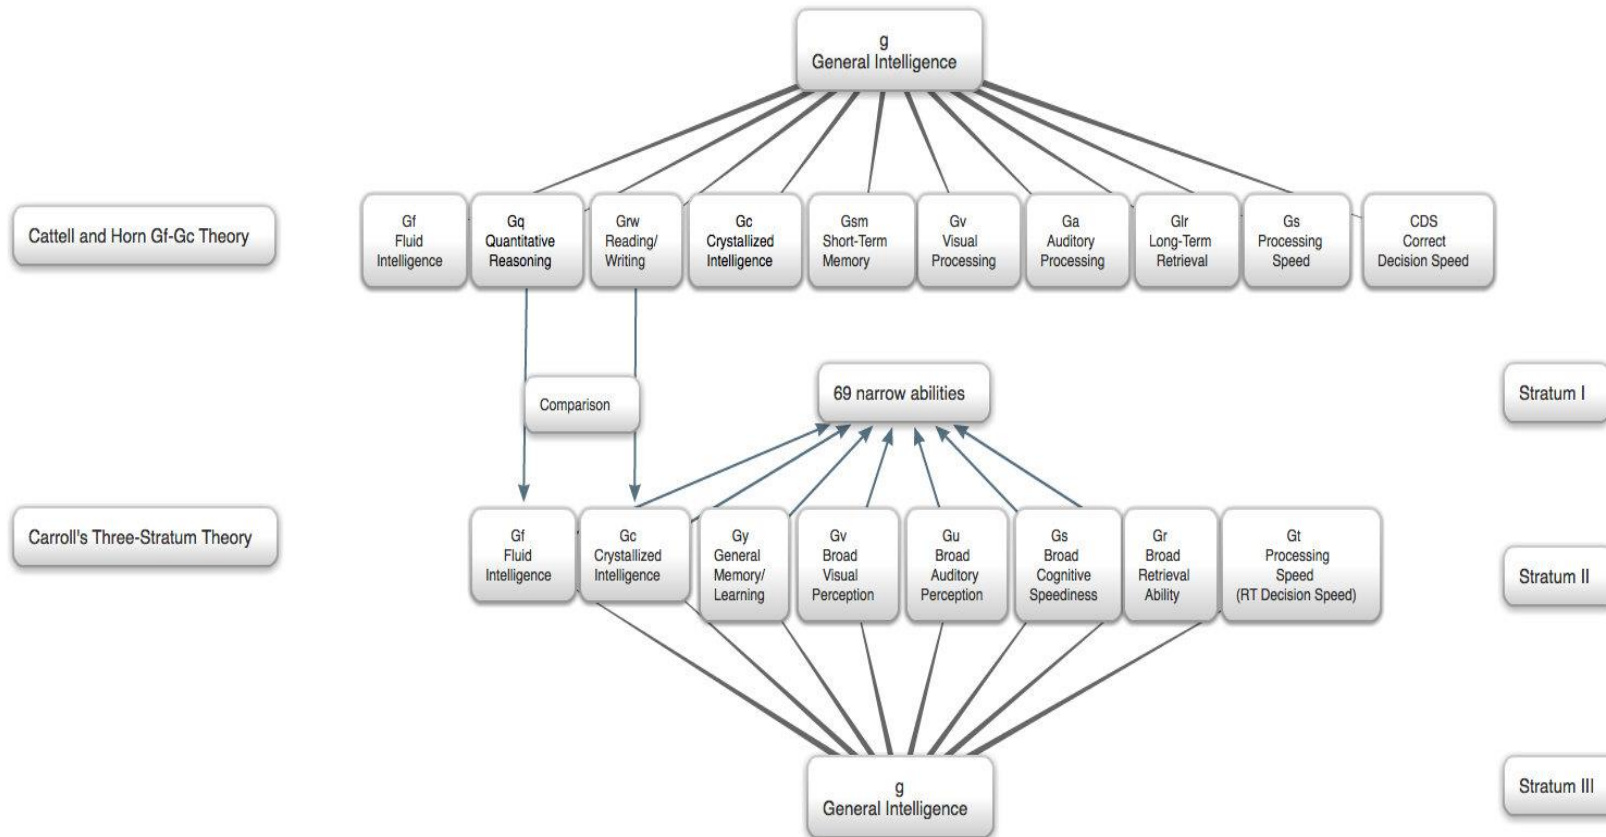 g
General Intelligence
Cattell and Horn Gf-Gc Theory
Gf
Fluid
Intelligence
Gq
Quantitative
Reasoning
Grw
Reading/
Writing
Gc
Crystallized
Intelligence
Gsm
Short-Term
Memory
Gv
Visual
Processing
Ga
Auditory
Processing
Glr
Long-Term
Retrieval
Gs
Processing
Speed
CDS
Correct
Decision Speed
Comparison
69 narrow abilities
Stratum I
Carroll's Three-Stratum Theory
Gf
Fluid
Intelligence
Gc
Crystallized
Intelligence
Gy
General
Memory/
Learning
Gv
Broad
Visual
Perception
Gu
Broad
Auditory
Perception
Gs
Broad
Cognitive
Speediness
Gr
Broad
Retrieval
Ability
Gt
Processing
Speed
(RT Decision Speed)
Stratum II
g
General Intelligence
Stratum III